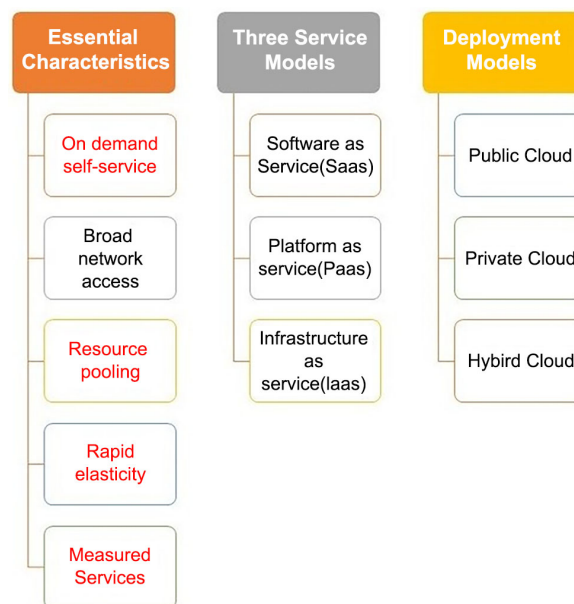 Essential
Characteristics
On demand
self-service
Broad
network
access
Resource
pooling
Rapid
elasticity
Measured
Services
Three Service
Models
Software as
Service(Saas)
Platform as
service(Paas)
Infrastructure
as
service(Iaas)
Deployment
Models
Public Cloud
Private Cloud
Hybird Cloud